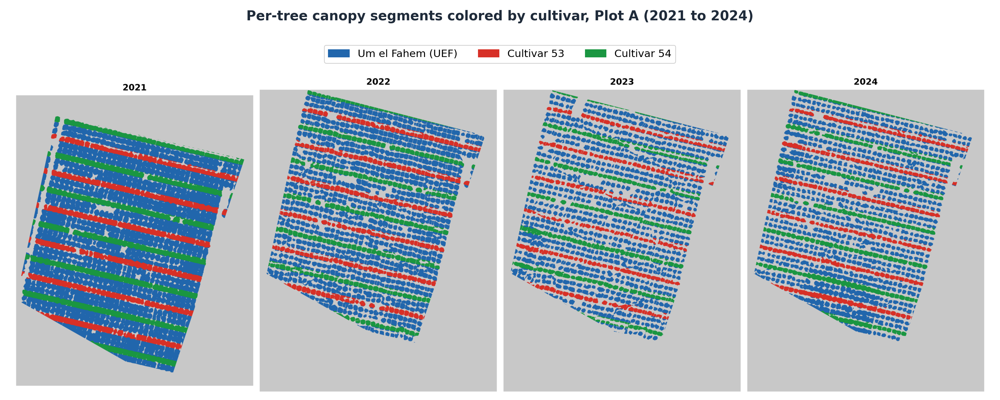 Per-tree canopy segments colored by cultivar, Plot A (2021 to 2024)
Um el Fahem (UEF) Cultivar 53 Cultivar 54
2021 2022 2023 2024